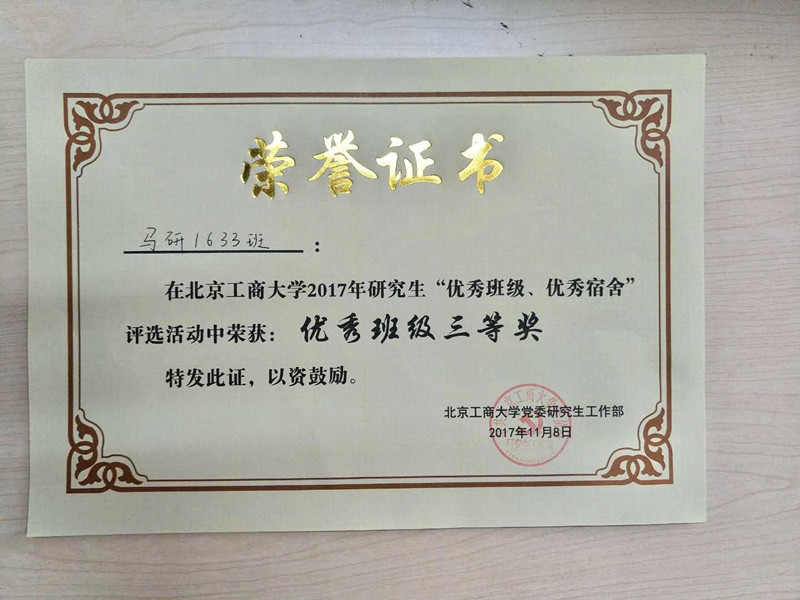 荣誉证书
马研1633班：
在北京工商大学2017年研究生“优秀班级、优秀宿舍”
评选活动中荣获：优秀班级三等奖
特发此证，以资鼓励。
北京工商大学党委研究生工作部
2017年11月8日